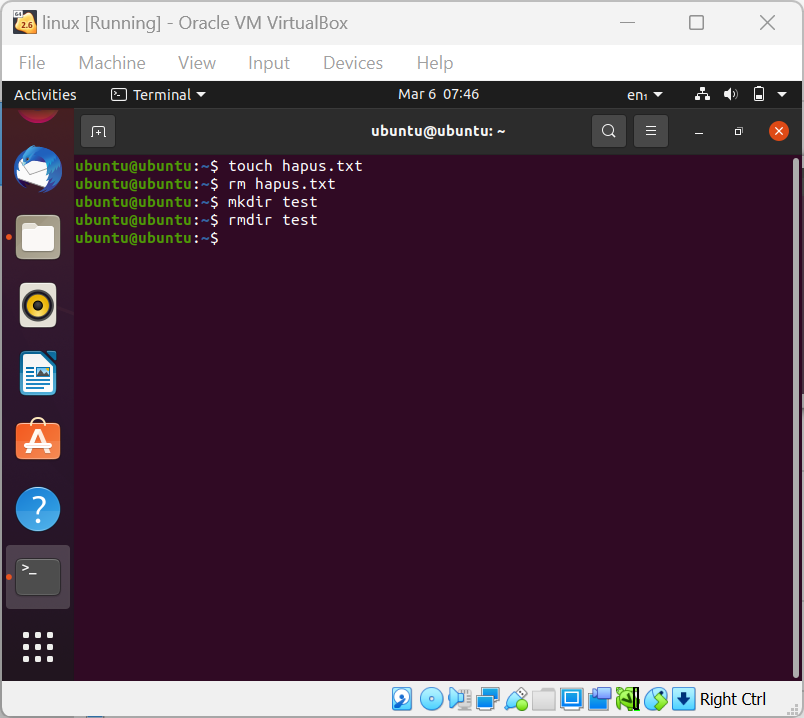 linux [Running] - Oracle VM VirtualBox
File Machine View Input Devices Help
Activities Terminal Mar 6 07:46 en₁
ubuntu@ubuntu: ~
ubuntu@ubuntu:~$ touch hapus.txt
ubuntu@ubuntu:~$ rm hapus.txt
ubuntu@ubuntu:~$ mkdir test
ubuntu@ubuntu:~$ rmdir test
ubuntu@ubuntu:~$
Right Ctrl